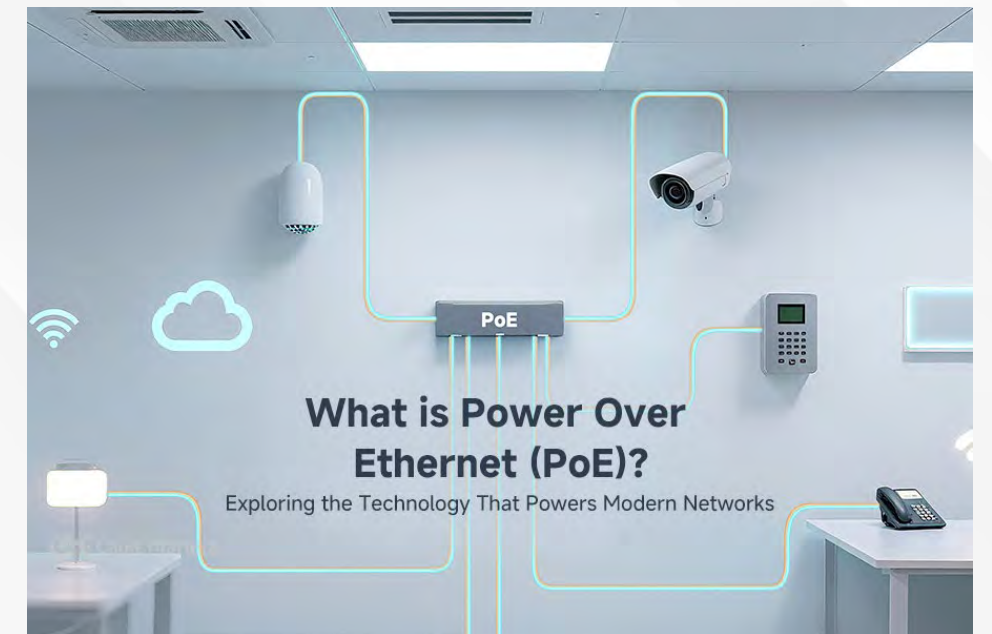 PoE
What is Power Over
Ethernet (PoE)?
Exploring the Technology That Powers Modern Networks